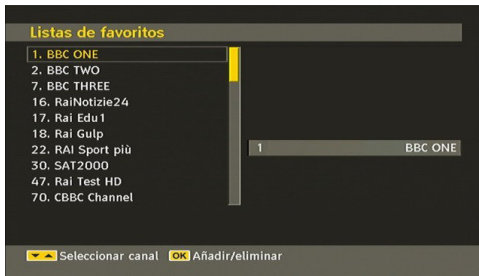 Listas de favoritos
1. BBC ONE
2. BBC TWO
7. BBC THREE
16. RaiNotizie24
17. Rai Edu1
18. Rai Gulp
22. RAI Sport più
30. SAT2000
47. Rai Test HD
70. CBBC Channel
1 BBC ONE
Seleccionar canal OK Añadir/eliminar